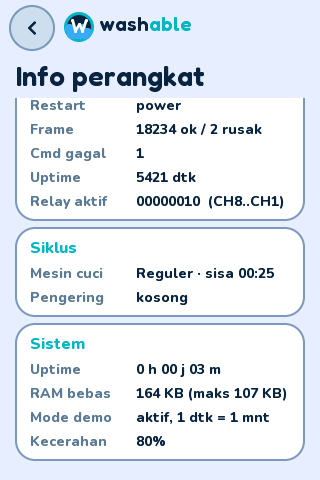 washable
Info perangkat
Restart power
Frame 18234 ok / 2 rusak
Cmd gagal 1
Uptime 5421 dtk
Relay aktif 00000010 (CH8..CH1)
Siklus
Mesin cuci Reguler · sisa 00:25
Pengering kosong
Sistem
Uptime 0 h 00 j 03 m
RAM bebas 164 KB (maks 107 KB)
Mode demo aktif, 1 dtk = 1 mnt
Kecerahan 80%